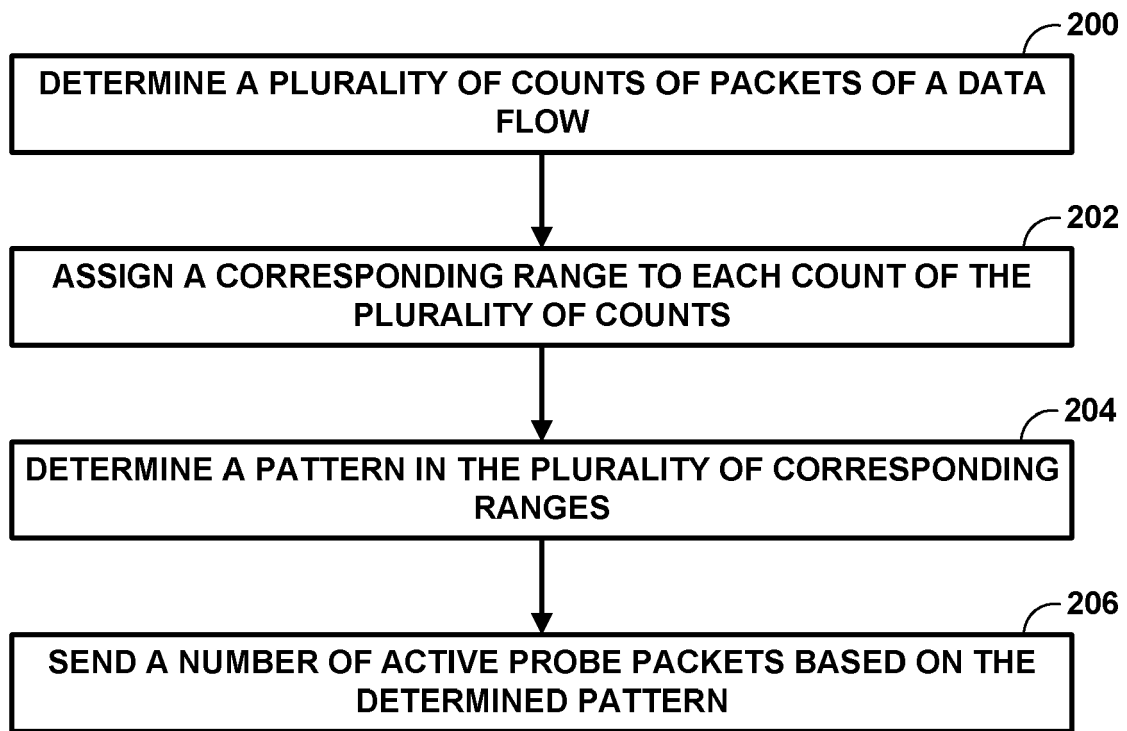 200
DETERMINE A PLURALITY OF COUNTS OF PACKETS OF A DATA
FLOW
202
ASSIGN A CORRESPONDING RANGE TO EACH COUNT OF THE
PLURALITY OF COUNTS
204
DETERMINE A PATTERN IN THE PLURALITY OF CORRESPONDING
RANGES
206
SEND A NUMBER OF ACTIVE PROBE PACKETS BASED ON THE
DETERMINED PATTERN